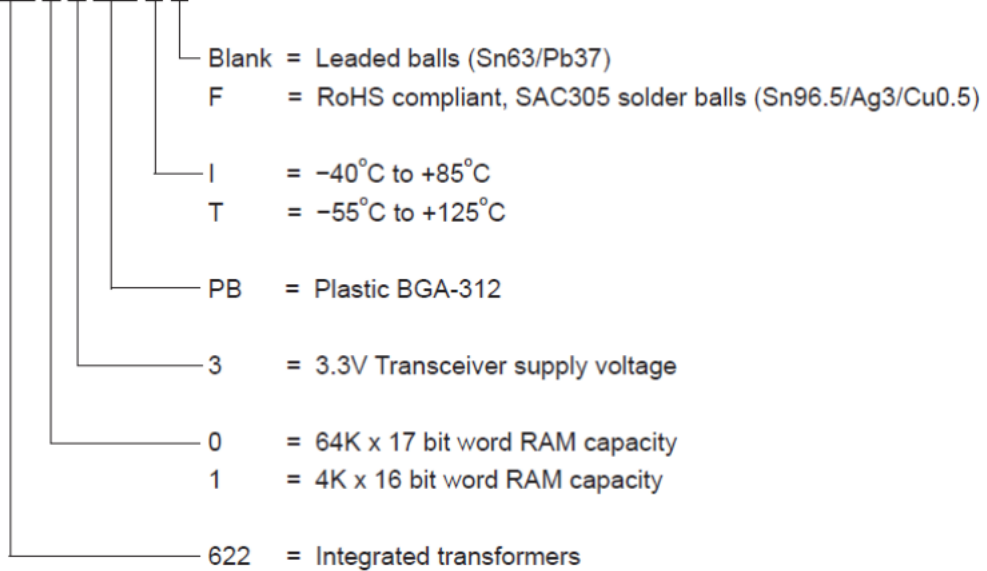 Blank = Leaded balls (Sn63/Pb37)
F = RoHS compliant, SAC305 solder balls (Sn96.5/Ag3/Cu0.5)
I = −40°C to +85°C
T = −55°C to +125°C
PB = Plastic BGA-312
3 = 3.3V Transceiver supply voltage
0 = 64K x 17 bit word RAM capacity
1 = 4K x 16 bit word RAM capacity
622 = Integrated transformers